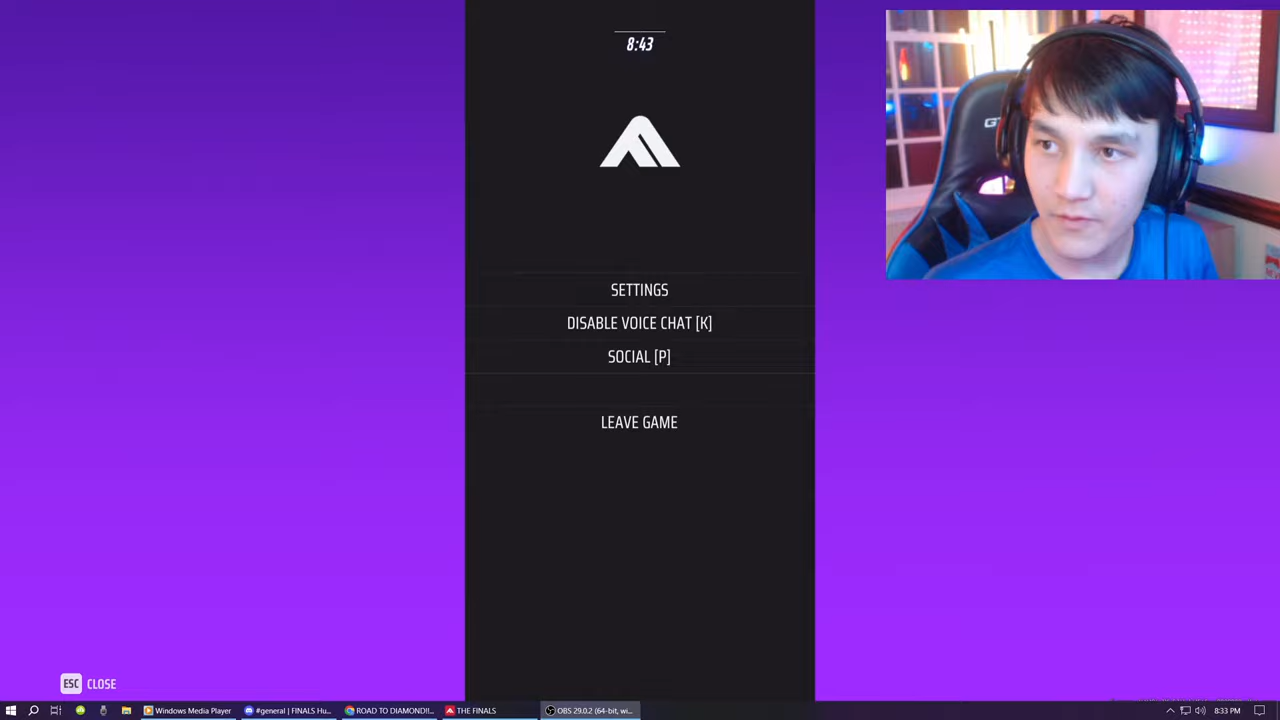 8:43
SETTINGS
DISABLE VOICE CHAT [K]
SOCIAL [P]
LEAVE GAME
ESC CLOSE
Windows Media Player
#general | FINALS Hu...
ROAD TO DIAMOND!!...
THE FINALS
OBS 29.0.2 (64-bit, wi...
8:33 PM